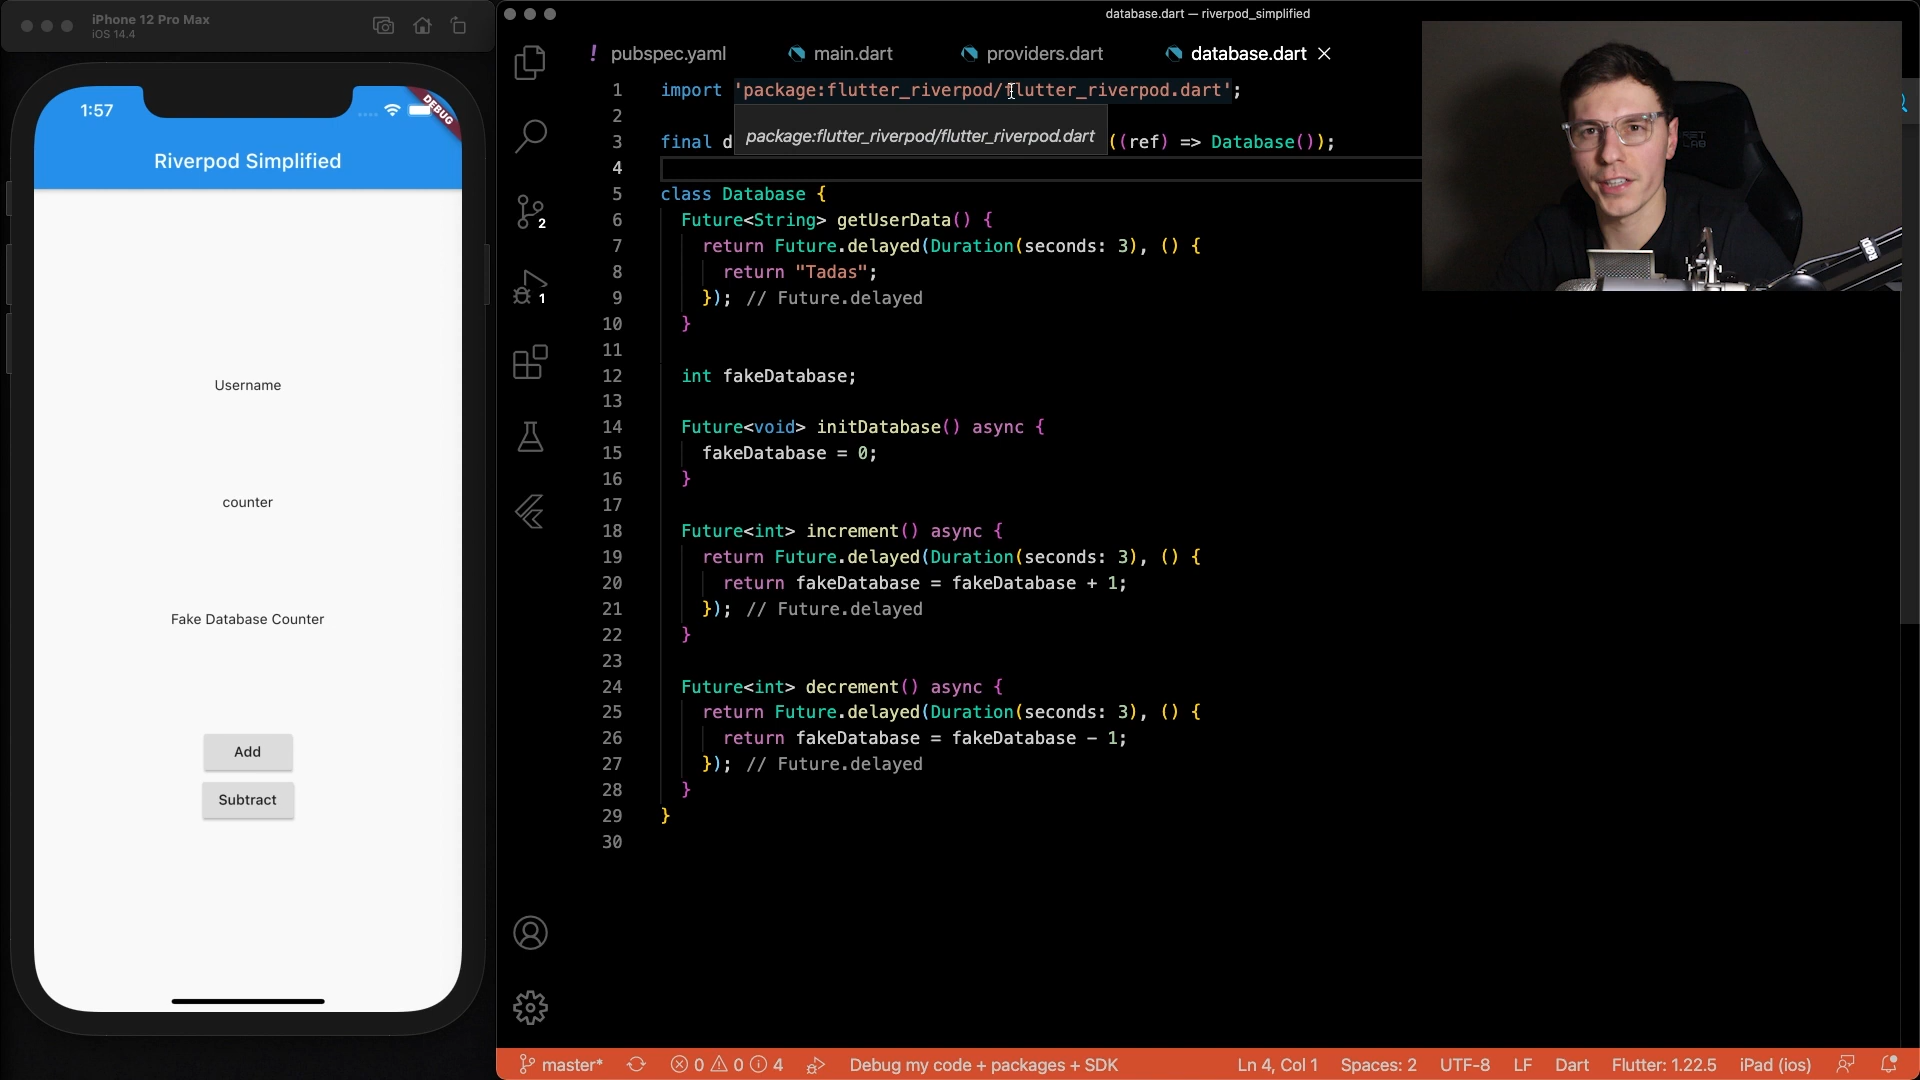 iPhone 12 Pro Max
iOS 14.4
1:57
DEBUG
Riverpod Simplified
Username
counter
Fake Database Counter
Add
Subtract
database.dart — riverpod_simplified
! pubspec.yaml
main.dart
providers.dart
database.dart
2
1
1 import 'package:flutter_riverpod/flutter_riverpod.dart';
2
package:flutter_riverpod/flutter_riverpod.dart
3 final d ((ref) => Database());
4
5 class Database {
6 Future<String> getUserData() {
7 return Future.delayed(Duration(seconds: 3), () {
8 return "Tadas";
9 }); // Future.delayed
10 }
11
12 int fakeDatabase;
13
14 Future<void> initDatabase() async {
15 fakeDatabase = 0;
16 }
17
18 Future<int> increment() async {
19 return Future.delayed(Duration(seconds: 3), () {
20 return fakeDatabase = fakeDatabase + 1;
21 }); // Future.delayed
22 }
23
24 Future<int> decrement() async {
25 return Future.delayed(Duration(seconds: 3), () {
26 return fakeDatabase = fakeDatabase - 1;
27 }); // Future.delayed
28 }
29 }
30
RØDE
master* 0 0 4 Debug my code + packages + SDK Ln 4, Col 1 Spaces: 2 UTF-8 LF Dart Flutter: 1.22.5 iPad (ios)